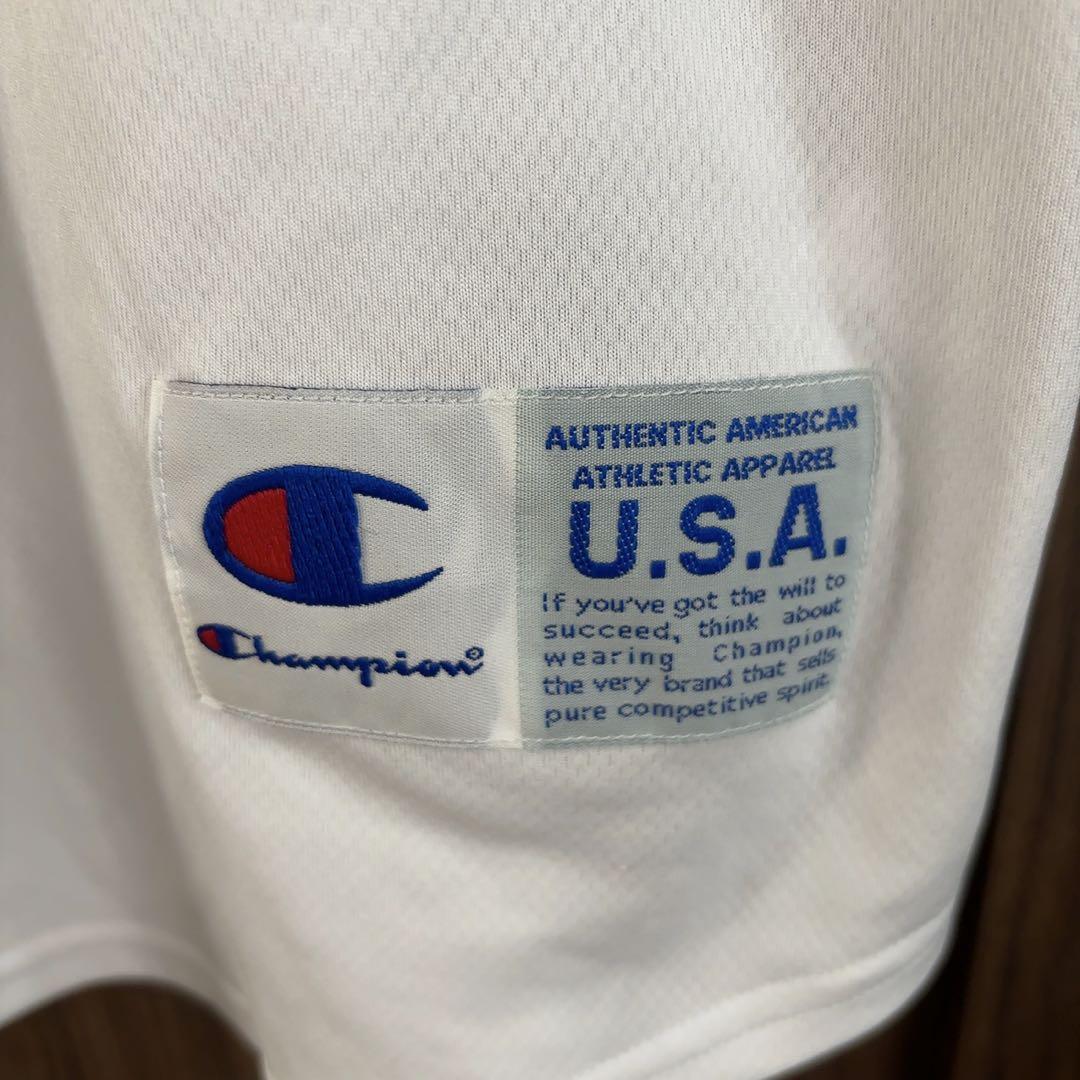 Champion©
AUTHENTIC AMERICAN
ATHLETIC APPAREL
U.S.A.
If you've got the will to
succeed, think about
wearing Champion,
the very brand that sells
pure competitive spirit.